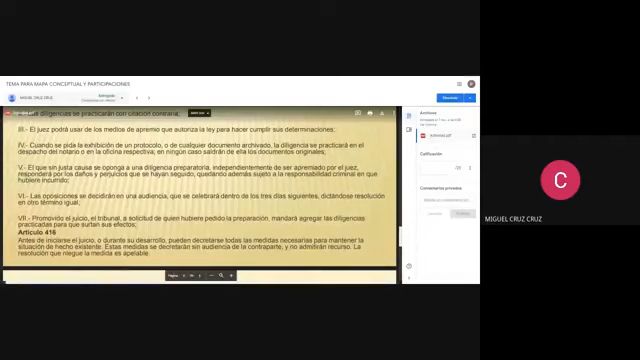 TEMA PARA MAPA CONCEPTUAL Y PARTICIPACIONES
MIGUEL CRUZ CRUZ
Entregado
diligencias se practicarán con citación contraria;
III.- El juez podrá usar de los medios de apremio que autoriza la ley para hacer cumplir sus determinaciones;
IV.- Cuando se pida la exhibición de un protocolo, o de cualquier documento archivado, la diligencia se practicará en el
despacho del notario o en la oficina respectiva; en ningún caso saldrán de ella los documentos originales;
V.- El que sin justa causa se oponga a una diligencia preparatoria, independientemente de ser apremiado por el juez,
responderá por los daños y perjuicios que se hayan seguido, quedando además sujeto a la responsabilidad criminal en que
hubiere incurrido;
VI.- Las oposiciones se decidirán en una audiencia, que se celebrará dentro de los tres días siguientes, dictándose resolución
en otro término igual;
VII.- Promovido el juicio, el tribunal, a solicitud de quien hubiere pedido la preparación, mandará agregar las diligencias
practicadas para que surtan sus efectos;
Artículo 416
Antes de iniciarse el juicio, o durante su desarrollo, pueden decretarse todas las medidas necesarias para mantener la
situación de hecho existente. Estas medidas se decretarán sin audiencia de la contraparte, y no admitirán recurso. La
resolución que niegue la medida es apelable.
Página
Devolver
Archivos
Calificación
Comentarios privados
C
MIGUEL CRUZ CRUZ